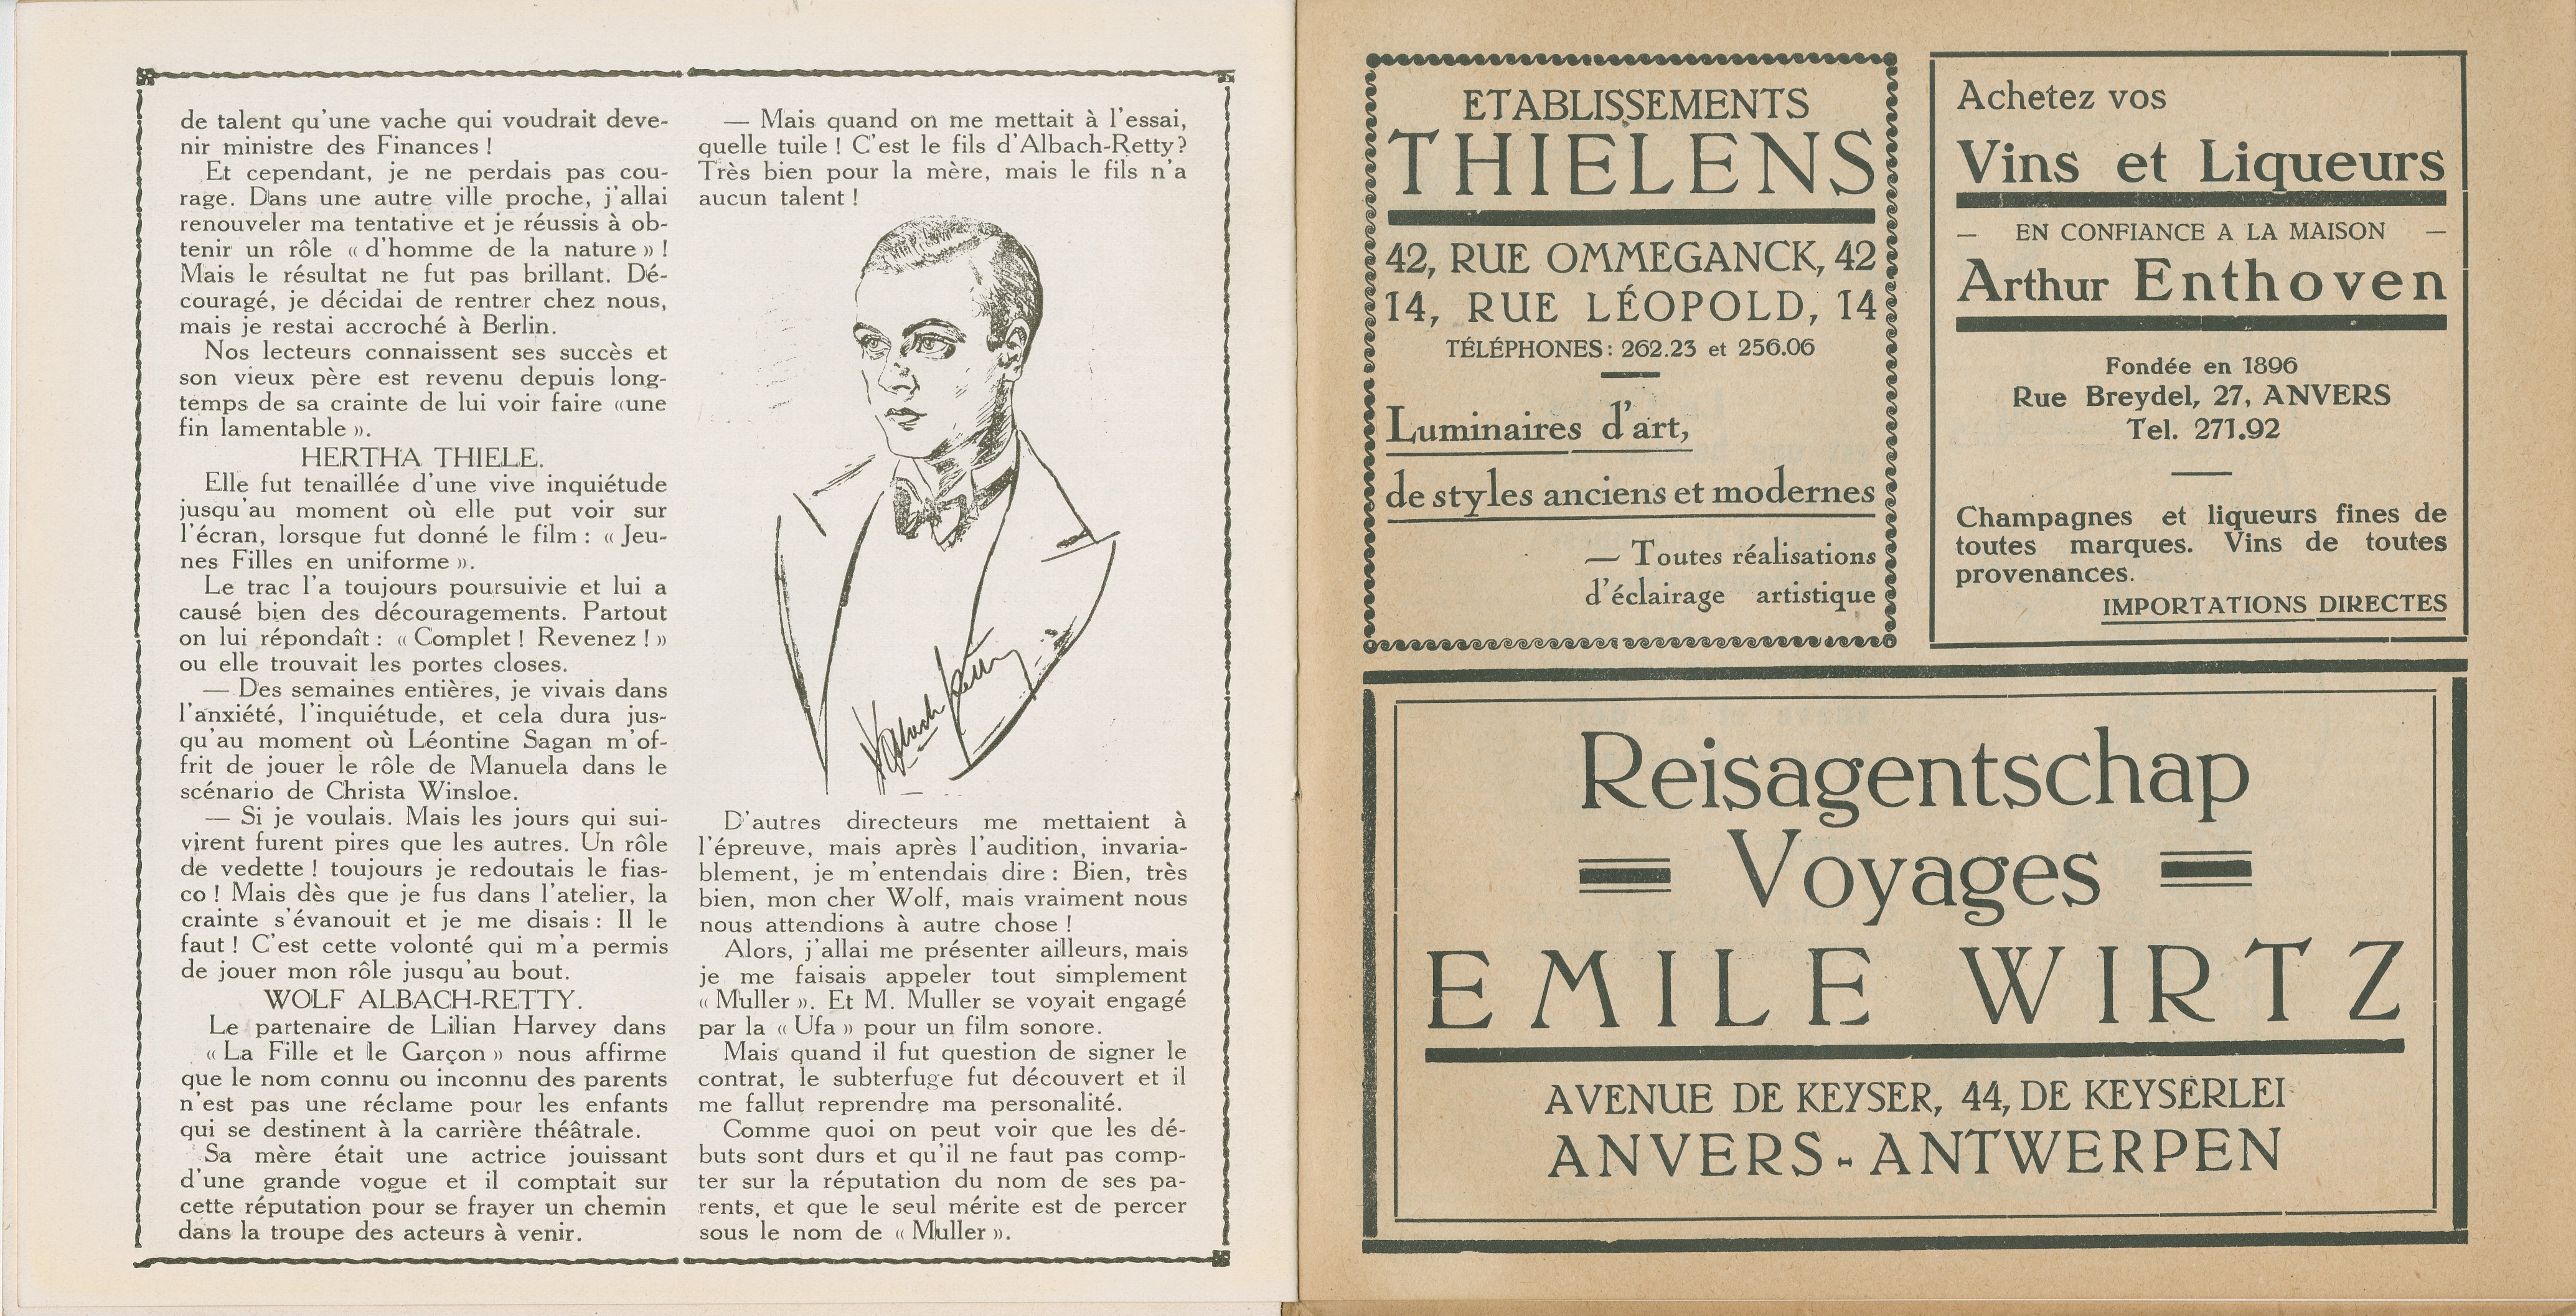 de talent qu'une vache qui voudrait deve-
nir ministre des Finances !
Et cependant, je ne perdais pas cou-
rage. Dans une autre ville proche, j'allai
renouveler ma tentative et je réussis à ob-
tenir un rôle « d'homme de la nature » !
Mais le résultat ne fut pas brillant. Dé-
couragé, je décidai de rentrer chez nous,
mais je restai accroché à Berlin.
Nos lecteurs connaissent ses succès et
son vieux père est revenu depuis long-
temps de sa crainte de lui voir faire «une
fin lamentable ».
HERTHA THIELE.
Elle fut tenaillée d'une vive inquiétude
jusqu'au moment où elle put voir sur
l'écran, lorsque fut donné le film : « Jeu-
nes Filles en uniforme ».
Le trac l'a toujours poursuivie et lui a
causé bien des découragements. Partout
on lui répondaît : « Complet ! Revenez ! »
ou elle trouvait les portes closes.
— Des semaines entières, je vivais dans
l'anxiété, l'inquiétude, et cela dura jus-
qu'au moment où Léontine Sagan m'of-
frit de jouer le rôle de Manuela dans le
scénario de Christa Winsloe.
— Si je voulais. Mais les jours qui sui-
virent furent pires que les autres. Un rôle
de vedette ! toujours je redoutais le fias-
co ! Mais dès que je fus dans l'atelier, la
crainte s'évanouit et je me disais : Il le
faut ! C'est cette volonté qui m'a permis
de jouer mon rôle jusqu'au bout.
WOLF ALBACH-RETTY.
Le partenaire de Lilian Harvey dans
« La Fille et le Garçon » nous affirme
que le nom connu ou inconnu des parents
n'est pas une réclame pour les enfants
qui se destinent à la carrière théâtrale.
Sa mère était une actrice jouissant
d'une grande vogue et il comptait sur
cette réputation pour se frayer un chemin
dans la troupe des acteurs à venir.
— Mais quand on me mettait à l'essai,
quelle tuile ! C'est le fils d'Albach-Retty?
Très bien pour la mère, mais le fils n'a
aucun talent !
W. Albach Retty
D'autres directeurs me mettaient à
l'épreuve, mais après l'audition, invaria-
blement, je m'entendais dire : Bien, très
bien, mon cher Wolf, mais vraiment nous
nous attendions à autre chose !
Alors, j'allai me présenter ailleurs, mais
je me faisais appeler tout simplement
« Muller ». Et M. Muller se voyait engagé
par la « Ufa » pour un film sonore.
Mais quand il fut question de signer le
contrat, le subterfuge fut découvert et il
me fallut reprendre ma personalité.
Comme quoi on peut voir que les dé-
buts sont durs et qu'il ne faut pas comp-
ter sur la réputation du nom de ses pa-
rents, et que le seul mérite est de percer
sous le nom de « Muller ».
ETABLISSEMENTS
THIELENS
42, RUE OMMEGANCK, 42
14, RUE LÉOPOLD, 14
TÉLÉPHONES : 262.23 et 256.06
Luminaires d'art,
de styles anciens et modernes
— Toutes réalisations
d'éclairage artistique
Achetez vos
Vins et Liqueurs
— EN CONFIANCE A LA MAISON —
Arthur Enthoven
Fondée en 1896
Rue Breydel, 27, ANVERS
Tel. 271.92
Champagnes et liqueurs fines de
toutes marques. Vins de toutes
provenances.
IMPORTATIONS DIRECTES
Reisagentschap
Voyages
EMILE WIRTZ
AVENUE DE KEYSER, 44, DE KEYSERLEI
ANVERS - ANTWERPEN